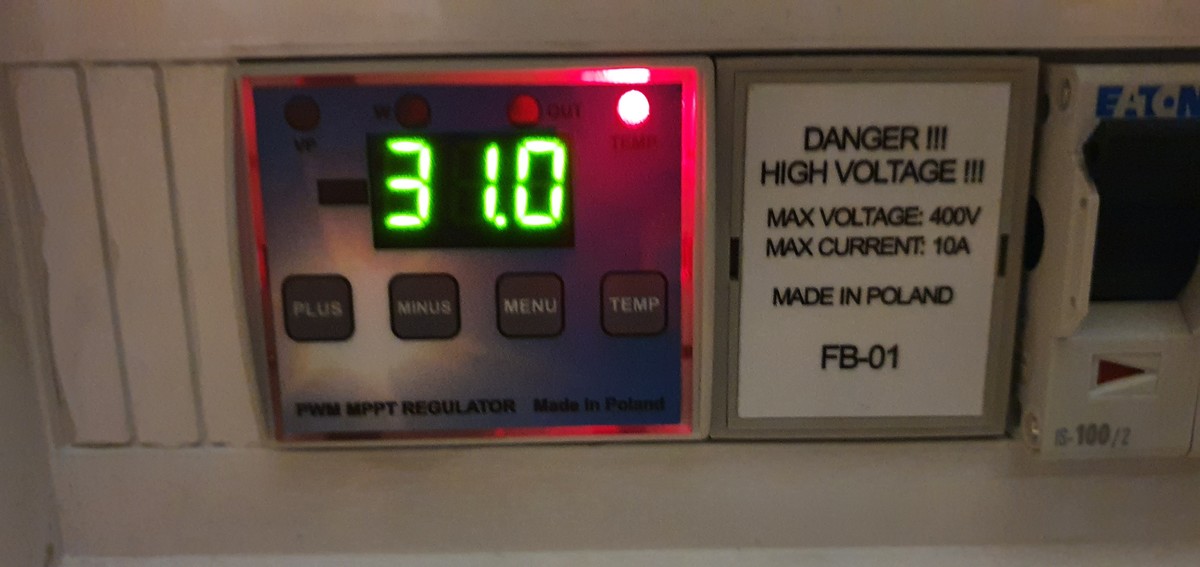 V/P
W
OUT
TEMP
31.0
PLUS
MINUS
MENU
TEMP
PWM MPPT REGULATOR Made In Poland
DANGER !!!
HIGH VOLTAGE !!!
MAX VOLTAGE: 400V
MAX CURRENT: 10A
MADE IN POLAND
FB-01
EATON
IS-100/2